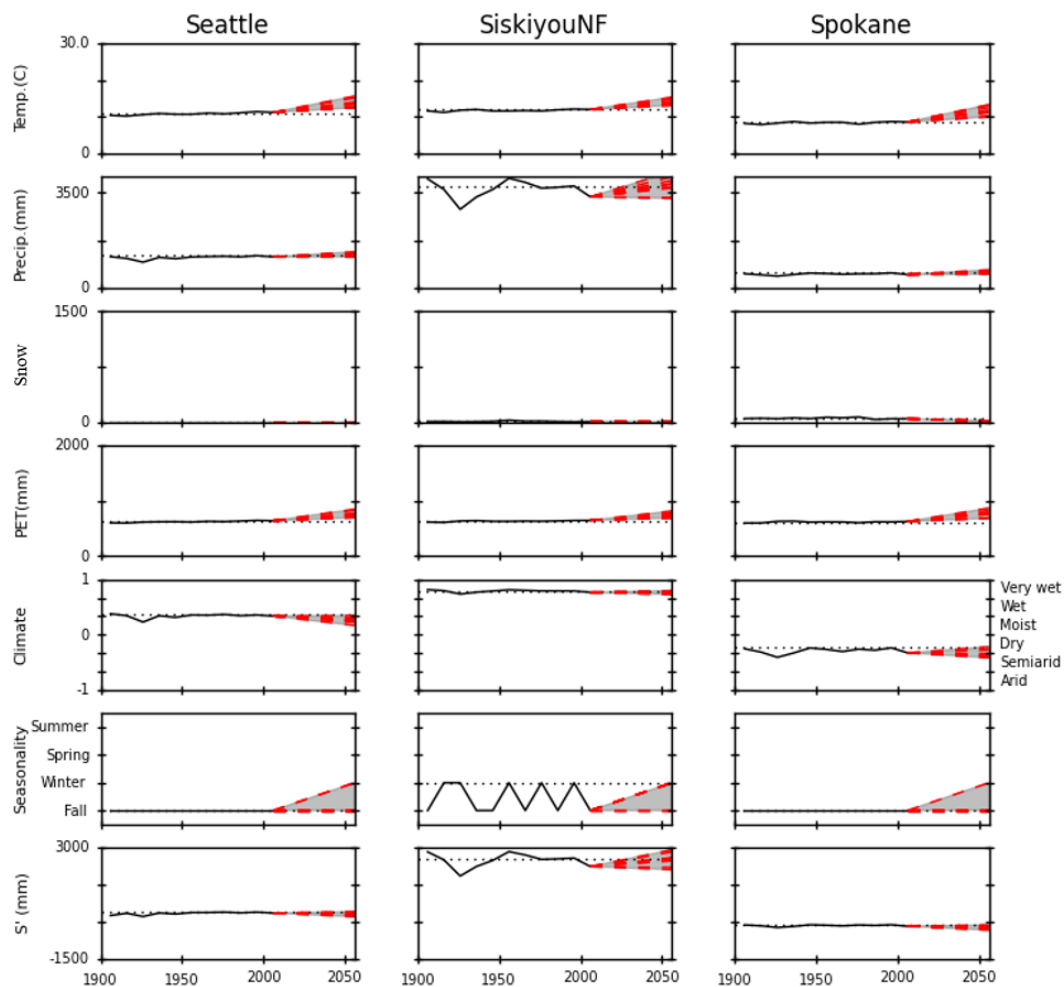 Seattle SiskiyouNF Spokane
30.0
Temp.(C)
0
3500
Precip.(mm)
0
1500
Snow
0
2000
PET(mm)
0
1
Climate
0
-1
Very wet
Wet
Moist
Dry
Semiarid
Arid
Seasonality
Summer
Spring
Winter
Fall
3000
S' (mm)
-1500
1900 1950 2000 2050 1900 1950 2000 2050 1900 1950 2000 2050